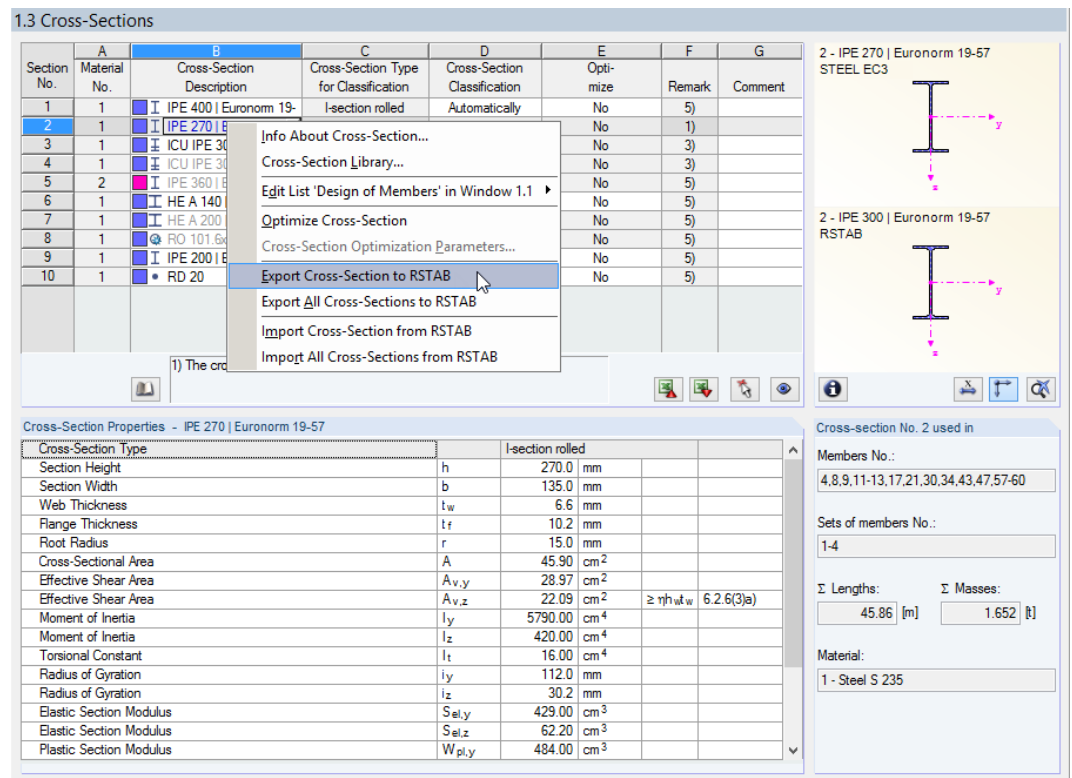 1.3 Cross-Sections
A B C D E F G
Section No. Material No. Cross-Section Description Cross-Section Type for Classification Cross-Section Classification Opti- mize Remark Comment
1 1 IPE 400 | Euronorm 19- I-section rolled Automatically No 5)
2 1 IPE 270 | E No 1)
3 1 ICU IPE 30 No 3)
4 1 ICU IPE 30 No 3)
5 2 IPE 360 | E No 5)
6 1 HE A 140 | No 5)
7 1 HE A 200 No 5)
8 1 RO 101.6x No 5)
9 1 IPE 200 | E No 5)
10 1 RD 20 No 5)
Info About Cross-Section...
Cross-Section Library...
Edit List 'Design of Members' in Window 1.1
Optimize Cross-Section
Cross-Section Optimization Parameters...
Export Cross-Section to RSTAB
Export All Cross-Sections to RSTAB
Import Cross-Section from RSTAB
Import All Cross-Sections from RSTAB
1) The cro
2 - IPE 270 | Euronorm 19-57
STEEL EC3
y
z
2 - IPE 300 | Euronorm 19-57
RSTAB
y
z
Cross-Section Properties - IPE 270 | Euronorm 19-57
Cross-Section Type I-section rolled
Section Height h 270.0 mm
Section Width b 135.0 mm
Web Thickness tw 6.6 mm
Flange Thickness tf 10.2 mm
Root Radius r 15.0 mm
Cross-Sectional Area A 45.90 cm2
Effective Shear Area Av,y 28.97 cm2
Effective Shear Area Av,z 22.09 cm2 ≥ ηhwtw 6.2.6(3)a)
Moment of Inertia Iy 5790.00 cm4
Moment of Inertia Iz 420.00 cm4
Torsional Constant It 16.00 cm4
Radius of Gyration iy 112.0 mm
Radius of Gyration iz 30.2 mm
Elastic Section Modulus Sel,y 429.00 cm3
Elastic Section Modulus Sel,z 62.20 cm3
Plastic Section Modulus Wpl,y 484.00 cm3
Cross-section No. 2 used in
Members No.:
4,8,9,11-13,17,21,30,34,43,47,57-60
Sets of members No.:
1-4
Σ Lengths: Σ Masses:
45.86 [m] 1.652 [t]
Material:
1 - Steel S 235